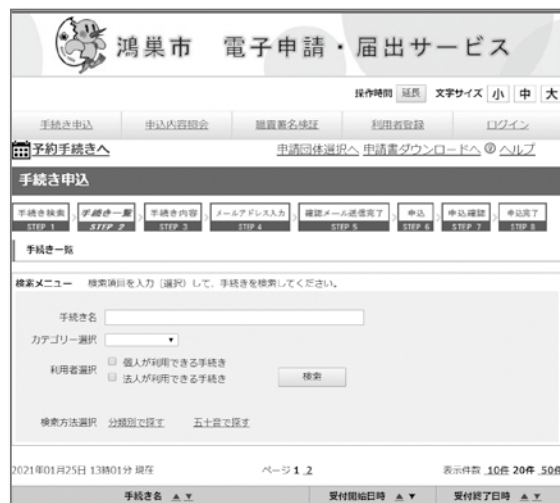 鴻巣市 電子申請・届出サービス
操作時間 延長 文字サイズ 小 中 大
手続き申込 申込内容照会 職責署名検証 利用者登録 ログイン
予約手続きへ 申請団体選択へ 申請書ダウンロードへ ? ヘルプ
手続き申込
手続き検索 手続き一覧 手続き内容 メールアドレス入力 確認メール送信完了 申込 申込確認 申込完了
STEP 1 STEP 2 STEP 3 STEP 4 STEP 5 STEP 6 STEP 7 STEP 8
手続き一覧
検索メニュー 検索項目を入力(選択)して、手続きを検索してください。
手続き名
カテゴリー選択 ▼
利用者選択 個人が利用できる手続き
法人が利用できる手続き
検索
検索方法選択 分類別で探す 五十音で探す
2021年01月25日 13時01分 現在 ページ 1 2 表示件数 10件 20件 50件
手続き名 ▲ ▼ 受付開始日時 ▲ ▼ 受付終了日時 ▲ ▼